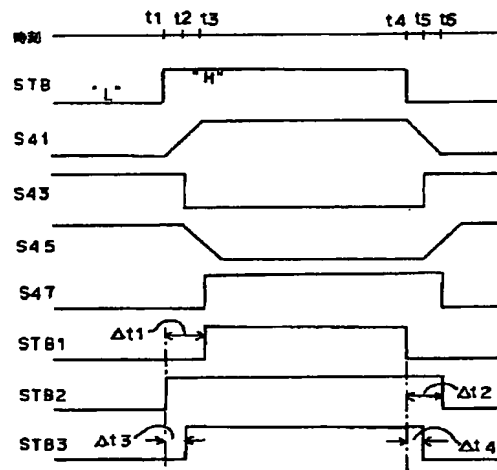 t1 t2 t3 t4 t5 t6
時刻
STB "L" "H"
S41
S43
S45
S47
Δt1
STB1
STB2 Δt2
STB3 Δt3 Δt4